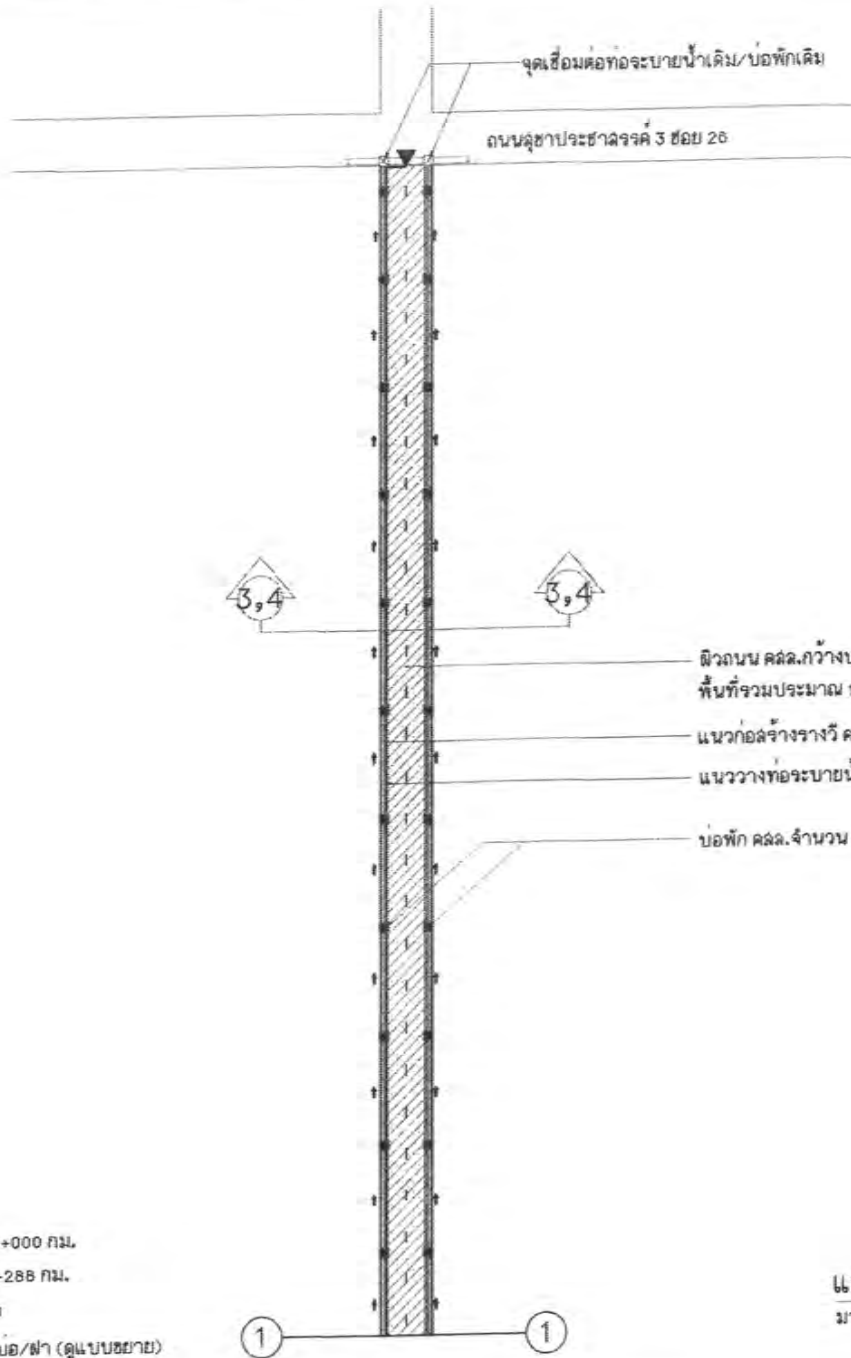 จุดเชื่อมต่อท่อระบายน้ำเดิม/บ่อพักเดิม
ถนนสุขาประชาสรรค์ 3 ซอย 26
3,4
3,4
ผิวถนน คสล.กว้าง
พื้นที่รวมประมาณ
แนวก่อสร้างรางวี
แนววางท่อระบาย
บ่อพัก คสล.จำนวน
+000 กม.
-288 กม.
บ่อ/ฝา (ดูแบบขยาย)
1
1